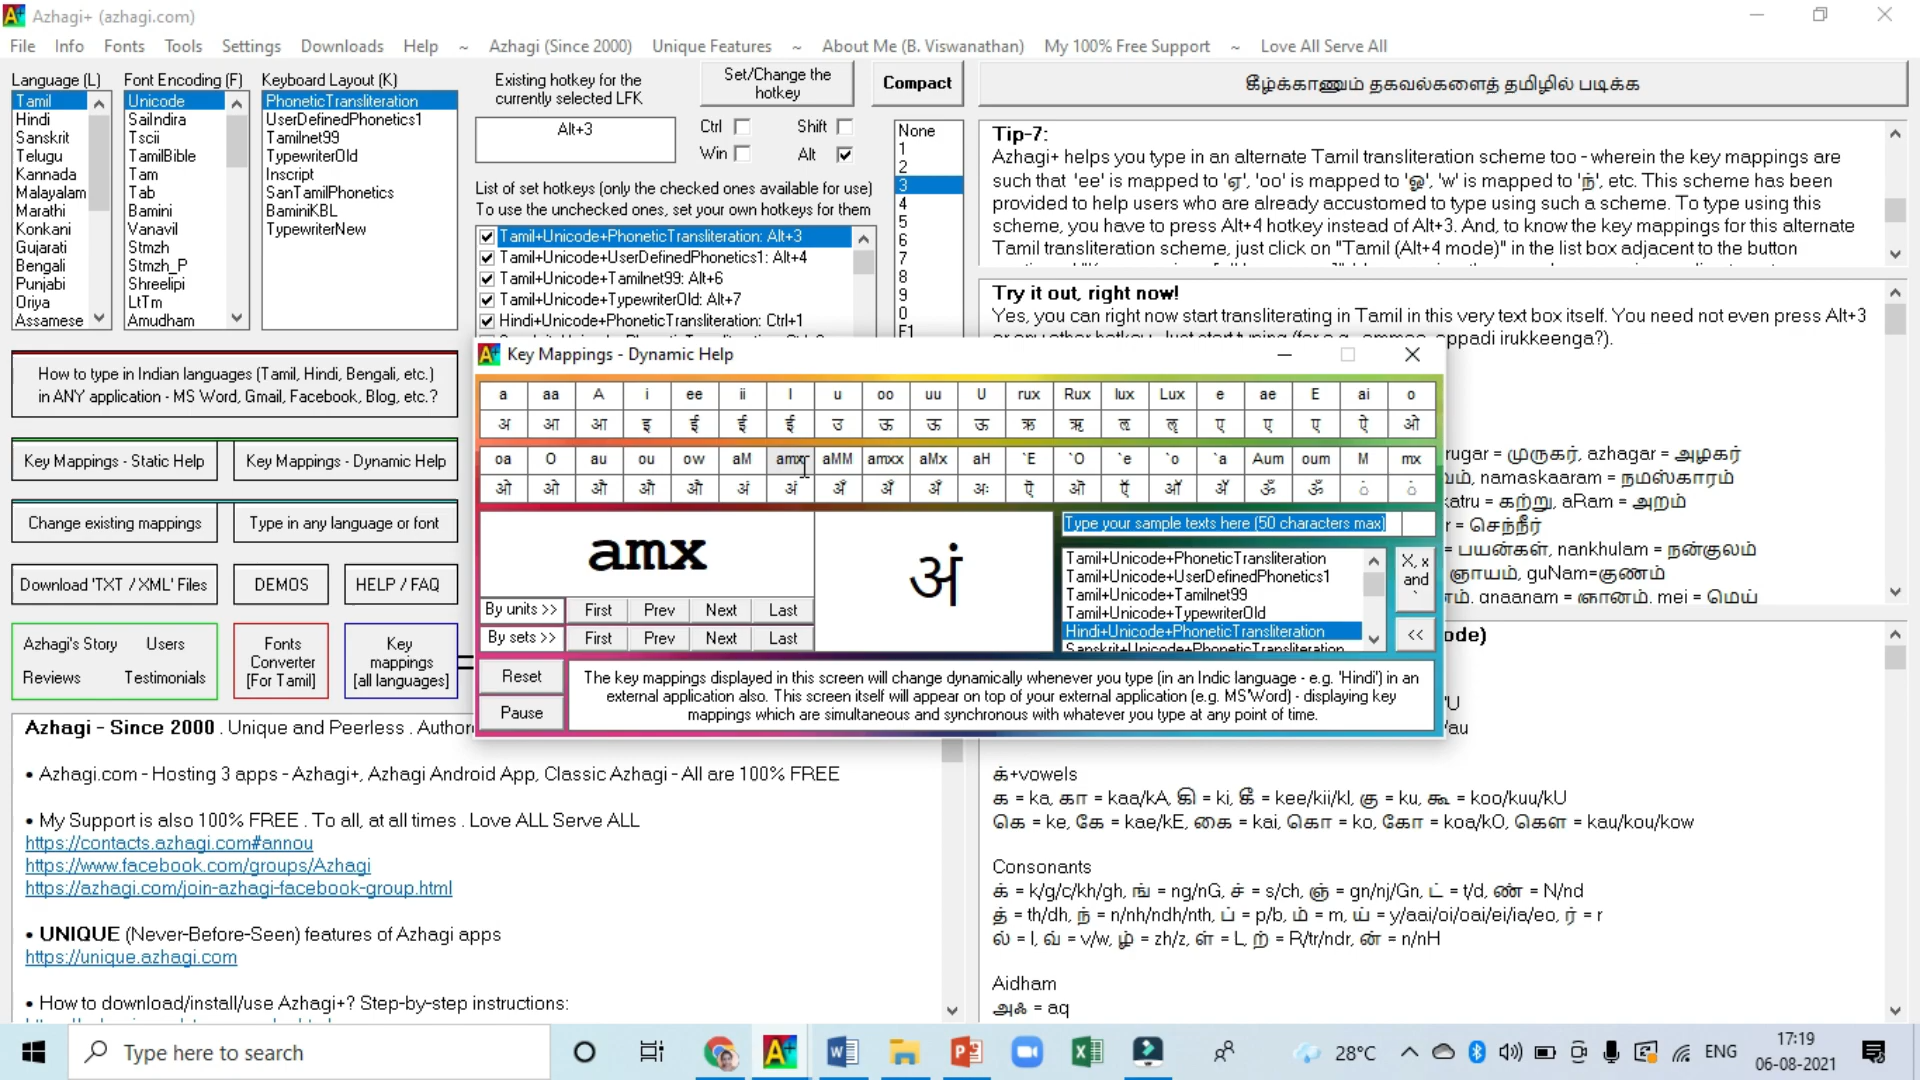 Azhagi+ (azhagi.com)
File Info Fonts Tools Settings Downloads Help ~ Azhagi (Since 2000) Unique Features ~ About Me (B. Viswanathan) My 100% Free Support ~ Love All Serve All
Language (L)
Tamil
Hindi
Sanskrit
Telugu
Kannada
Malayalam
Marathi
Konkani
Gujarati
Bengali
Punjabi
Oriya
Assamese
Font Encoding (F)
Unicode
SaiIndira
Tscii
TamilBible
Tam
Tab
Bamini
Vanavil
Stmzh
Stmzh_P
Shreelipi
LtTm
Amudham
Keyboard Layout (K)
PhoneticTransliteration
UserDefinedPhonetics1
Tamilnet99
TypewriterOld
Inscript
SanTamilPhonetics
BaminiKBL
TypewriterNew
Existing hotkey for the
currently selected LFK
Alt+3
Set/Change the
hotkey
Compact
Ctrl Shift
Win Alt
None
1
2
3
4
5
6
7
8
9
0
F1
List of set hotkeys (only the checked ones available for use)
To use the unchecked ones, set your own hotkeys for them
Tamil+Unicode+PhoneticTransliteration: Alt+3
Tamil+Unicode+UserDefinedPhonetics1: Alt+4
Tamil+Unicode+Tamilnet99: Alt+6
Tamil+Unicode+TypewriterOld: Alt+7
Hindi+Unicode+PhoneticTransliteration: Ctrl+1
கீழ்க்காணும் தகவல்களைத் தமிழில் படிக்க
Tip-7:
Azhagi+ helps you type in an alternate Tamil transliteration scheme too - wherein the key mappings are
such that 'ee' is mapped to 'ஏ', 'oo' is mapped to 'ஓ', 'w' is mapped to 'ந்', etc. This scheme has been
provided to help users who are already accustomed to type using such a scheme. To type using this
scheme, you have to press Alt+4 hotkey instead of Alt+3. And, to know the key mappings for this alternate
Tamil transliteration scheme, just click on "Tamil (Alt+4 mode)" in the list box adjacent to the button
Try it out, right now!
Yes, you can right now start transliterating in Tamil in this very text box itself. You need not even press Alt+3
appadi irukkeenga?).
rugar = முருகர், azhagar = அழகர்
வம், namaskaaram = நமஸ்காரம்
katru = கற்று, aRam = அறம்
r = செந்நீர்
= பயன்கள், nankhulam = நன்குலம்
ஞாயம், guNam=குணம்
gnaanam = ஞானம், mei = மெய்
ode)
'U
/au
How to type in Indian languages (Tamil, Hindi, Bengali, etc.)
in ANY application - MS Word, Gmail, Facebook, Blog, etc.?
Key Mappings - Static Help
Key Mappings - Dynamic Help
Change existing mappings
Type in any language or font
Download 'TXT / XML' Files
DEMOS
HELP / FAQ
Azhagi's Story Users
Reviews Testimonials
Fonts
Converter
[For Tamil]
Key
mappings
[all languages]
Key Mappings - Dynamic Help
a aa A i ee ii I u oo uu U rux Rux lux Lux e ae E ai o
अ आ आ इ ई ई ई उ ऊ ऊ ऊ ऋ ॠ ऌ ॡ ए ए ए ऐ ओ
oa O au ou ow aM amx aMM amxx aMx aH `E `O `e `o `a Aum oum M mx
ओ ओ औ औ औ अं अं अँ अँ अँ अः ऎ ऒ ऍ ऑ ॲ ॐ ॐ ं ं
amx
अं
By units >> First Prev Next Last
By sets >> First Prev Next Last
Type your sample texts here (50 characters max)
Tamil+Unicode+PhoneticTransliteration
Tamil+Unicode+UserDefinedPhonetics1
Tamil+Unicode+Tamilnet99
Tamil+Unicode+TypewriterOld
Hindi+Unicode+PhoneticTransliteration
Sanskrit+Unicode+PhoneticTransliteration
X, x
and
`
<<
Reset
Pause
The key mappings displayed in this screen will change dynamically whenever you type (in an Indic language - e.g. 'Hindi') in an
external application also. This screen itself will appear on top of your external application (e.g. MS'Word) - displaying key
mappings which are simultaneous and synchronous with whatever you type at any point of time.
Azhagi - Since 2000 . Unique and Peerless . Author
• Azhagi.com - Hosting 3 apps - Azhagi+, Azhagi Android App, Classic Azhagi - All are 100% FREE
• My Support is also 100% FREE . To all, at all times . Love ALL Serve ALL
https://contacts.azhagi.com#annou
https://www.facebook.com/groups/Azhagi
https://azhagi.com/join-azhagi-facebook-group.html
• UNIQUE (Never-Before-Seen) features of Azhagi apps
https://unique.azhagi.com
• How to download/install/use Azhagi+? Step-by-step instructions:
க்+vowels
க = ka, கா = kaa/kA, கி = ki, கீ = kee/kii/kI, கு = ku, கூ = koo/kuu/kU
கெ = ke, கே = kae/kE, கை = kai, கொ = ko, கோ = koa/kO, கௌ = kau/kou/kow
Consonants
க் = k/g/c/kh/gh, ங் = ng/nG, ச் = s/ch, ஞ் = gn/nj/Gn, ட் = t/d, ண் = N/nd
த் = th/dh, ந் = n/nh/ndh/nth, ப் = p/b, ம் = m, ய் = y/aai/oi/oai/ei/ia/eo, ர் = r
ல் = l, வ் = v/w, ழ் = zh/z, ள் = L, ற் = R/tr/ndr, ன் = n/nH
Aidham
அஃ = aq
Type here to search
28°C
ENG
17:19
06-08-2021